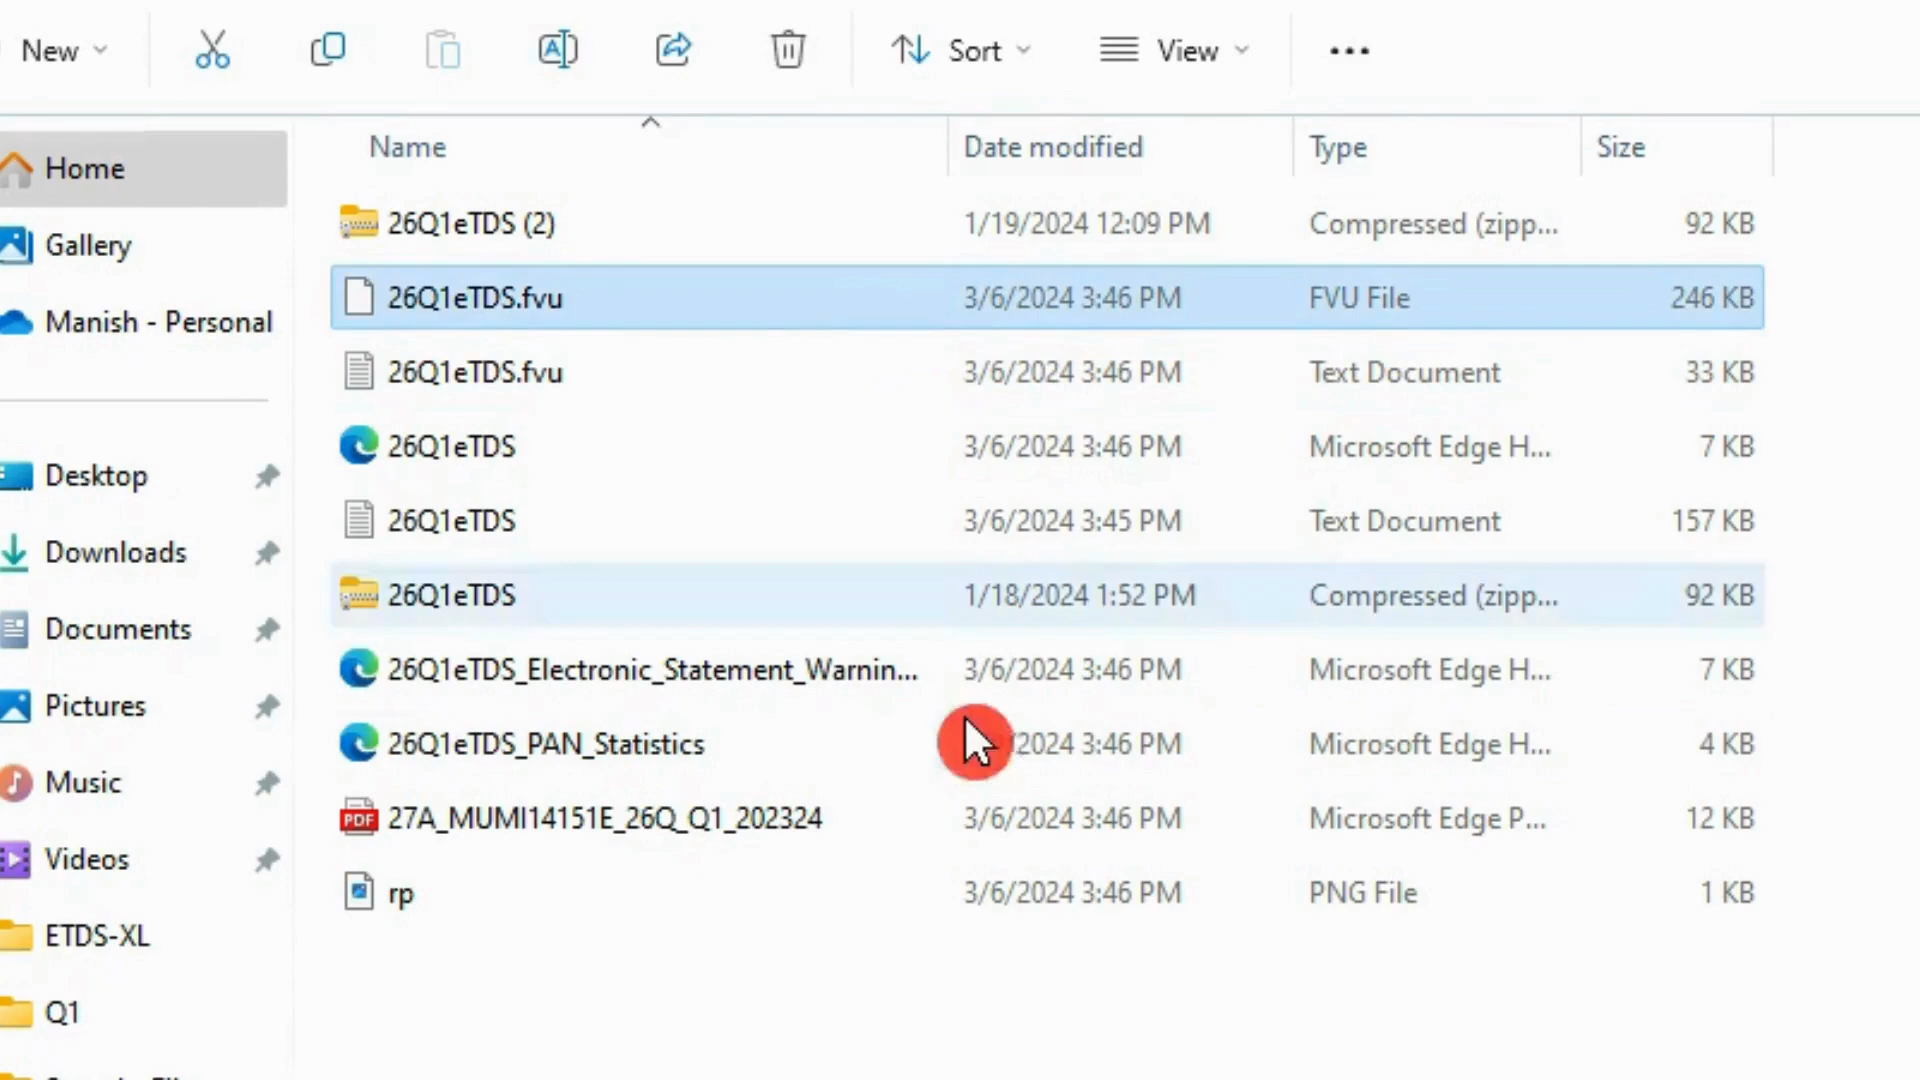 New Sort View
Name Date modified Type Size
Home
26Q1eTDS (2) 1/19/2024 12:09 PM Compressed (zipp... 92 KB
Gallery
26Q1eTDS.fvu 3/6/2024 3:46 PM FVU File 246 KB
Manish - Personal
26Q1eTDS.fvu 3/6/2024 3:46 PM Text Document 33 KB
26Q1eTDS 3/6/2024 3:46 PM Microsoft Edge H... 7 KB
Desktop
26Q1eTDS 3/6/2024 3:45 PM Text Document 157 KB
Downloads
26Q1eTDS 1/18/2024 1:52 PM Compressed (zipp... 92 KB
Documents
26Q1eTDS_Electronic_Statement_Warnin... 3/6/2024 3:46 PM Microsoft Edge H... 7 KB
Pictures
26Q1eTDS_PAN_Statistics 2024 3:46 PM Microsoft Edge H... 4 KB
Music
27A_MUMI14151E_26Q_Q1_202324 3/6/2024 3:46 PM Microsoft Edge P... 12 KB
PDF
Videos
rp 3/6/2024 3:46 PM PNG File 1 KB
ETDS-XL
Q1